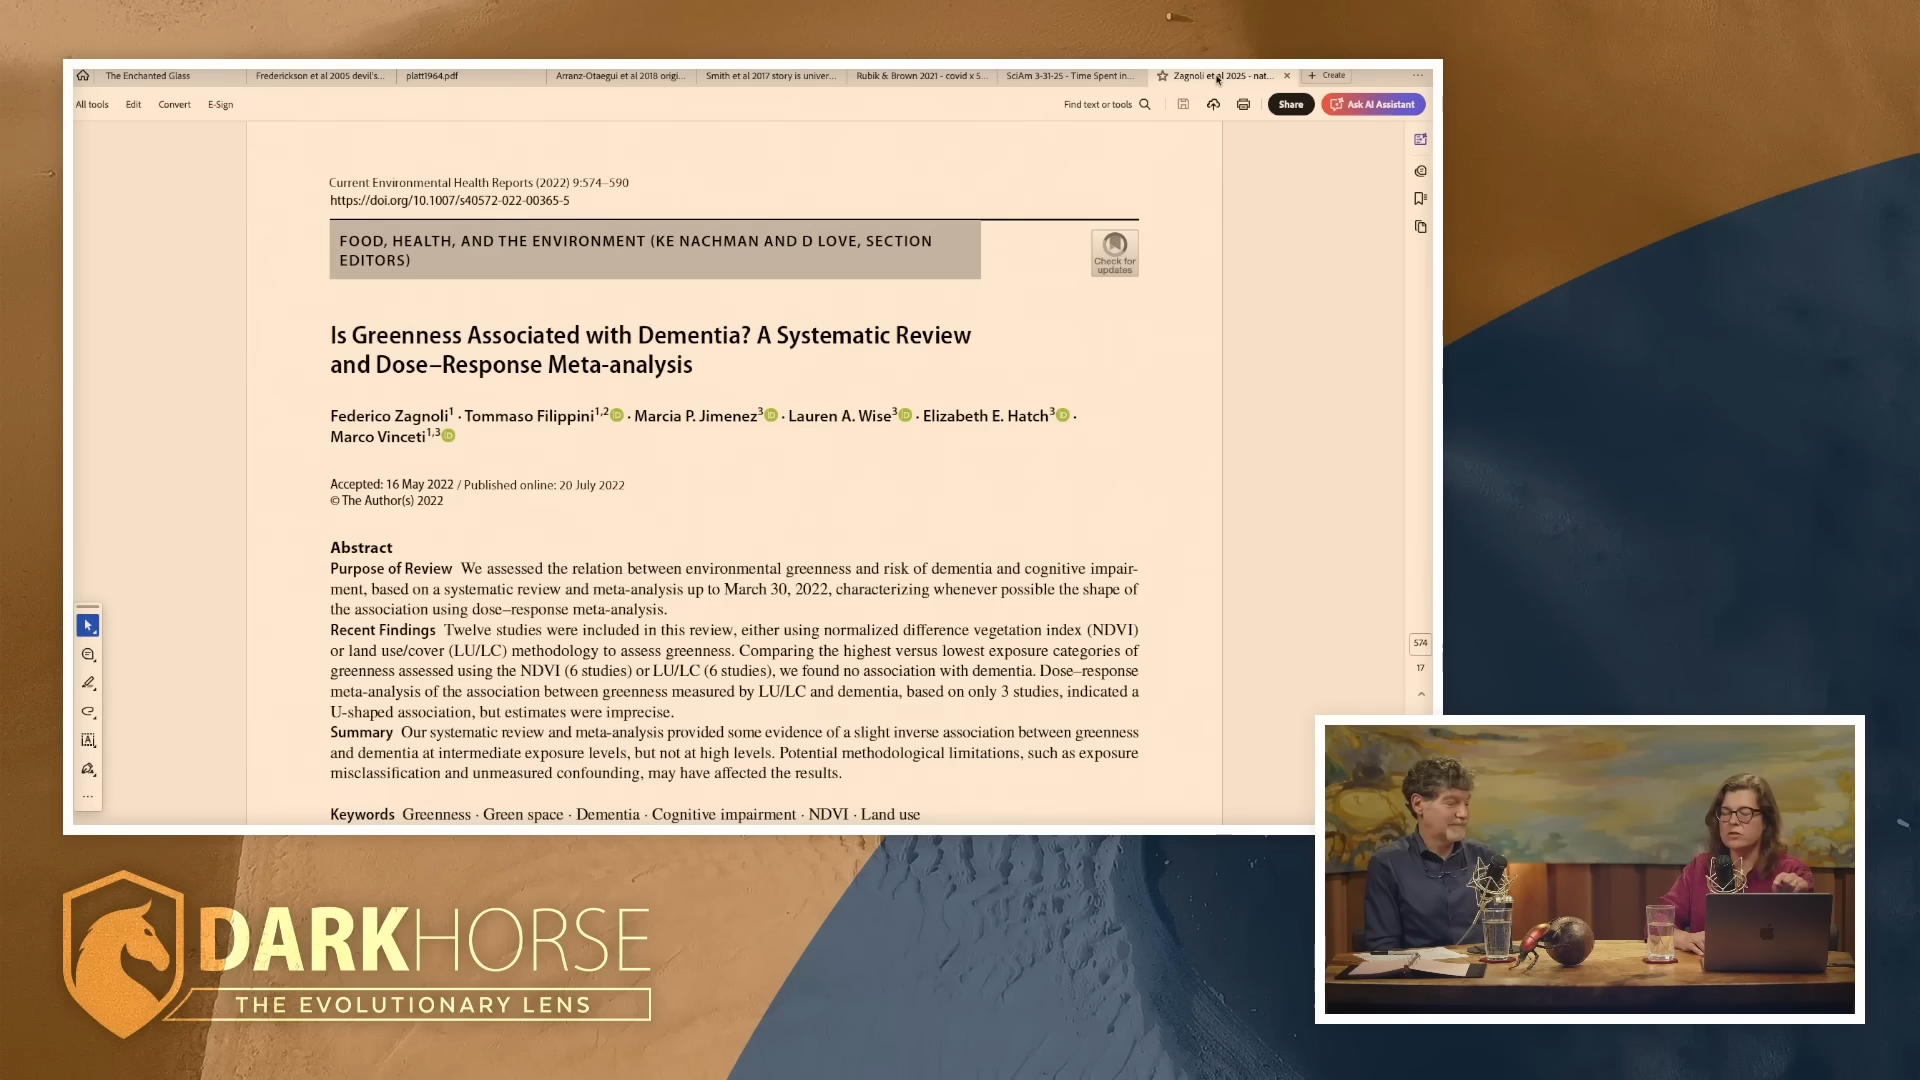 The Enchanted Glass
Frederickson et al 2005 devil's...
platt1964.pdf
Arranz-Otaegui et al 2018 origi...
Smith et al 2017 story is univer...
Rubik & Brown 2021 - covid x 5...
SciAm 3-31-25 - Time Spent in...
Zagnoli et al 2025 - nat...
Create
All tools
Edit
Convert
E-Sign
Find text or tools
Share
Ask AI Assistant
Current Environmental Health Reports (2022) 9:574–590
https://doi.org/10.1007/s40572-022-00365-5
FOOD, HEALTH, AND THE ENVIRONMENT (KE NACHMAN AND D LOVE, SECTION
EDITORS)
Check for
updates
Is Greenness Associated with Dementia? A Systematic Review
and Dose–Response Meta-analysis
Federico Zagnoli1 · Tommaso Filippini1,2 iD · Marcia P. Jimenez3 iD · Lauren A. Wise3 iD · Elizabeth E. Hatch3 iD ·
Marco Vinceti1,3 iD
Accepted: 16 May 2022 / Published online: 20 July 2022
© The Author(s) 2022
Abstract
Purpose of Review We assessed the relation between environmental greenness and risk of dementia and cognitive impair-
ment, based on a systematic review and meta-analysis up to March 30, 2022, characterizing whenever possible the shape of
the association using dose–response meta-analysis.
Recent Findings Twelve studies were included in this review, either using normalized difference vegetation index (NDVI)
or land use/cover (LU/LC) methodology to assess greenness. Comparing the highest versus lowest exposure categories of
greenness assessed using the NDVI (6 studies) or LU/LC (6 studies), we found no association with dementia. Dose–response
meta-analysis of the association between greenness measured by LU/LC and dementia, based on only 3 studies, indicated a
U-shaped association, but estimates were imprecise.
Summary Our systematic review and meta-analysis provided some evidence of a slight inverse association between greenness
and dementia at intermediate exposure levels, but not at high levels. Potential methodological limitations, such as exposure
misclassification and unmeasured confounding, may have affected the results.
Keywords Greenness · Green space · Dementia · Cognitive impairment · NDVI · Land use
574
17
DARKHORSE
THE EVOLUTIONARY LENS